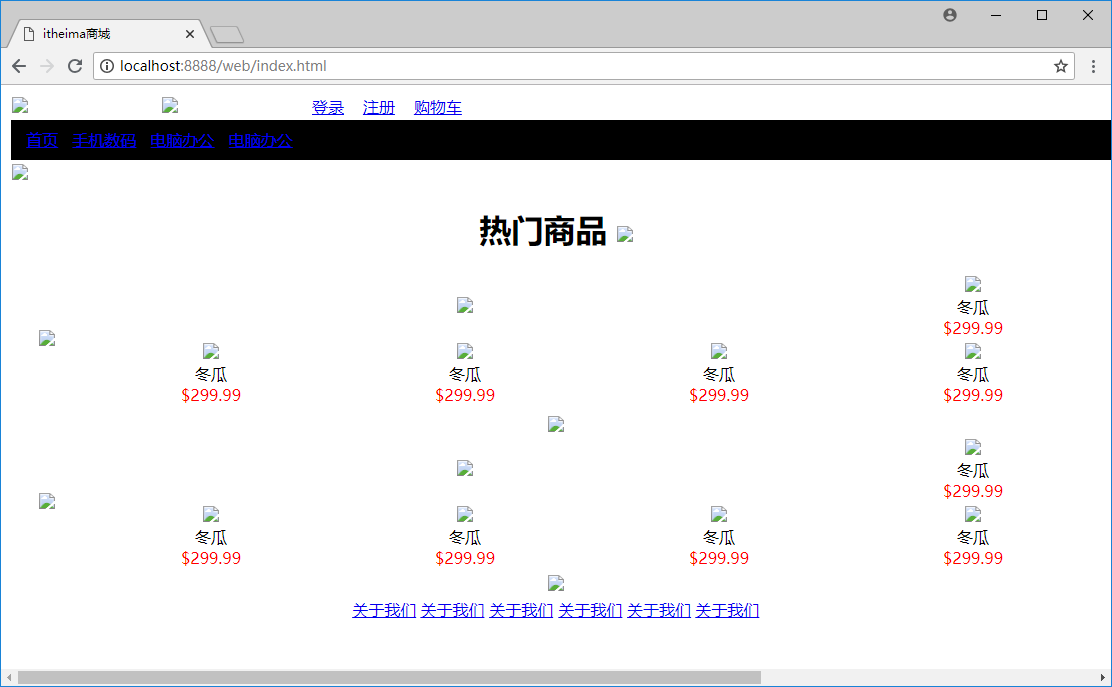 itheima商城
localhost:8888/web/index.html
登录 注册 购物车
首页 手机数码 电脑办公 电脑办公
热门商品
冬瓜
$299.99
冬瓜 冬瓜 冬瓜 冬瓜
$299.99 $299.99 $299.99 $299.99
冬瓜
$299.99
冬瓜 冬瓜 冬瓜 冬瓜
$299.99 $299.99 $299.99 $299.99
关于我们 关于我们 关于我们 关于我们 关于我们 关于我们